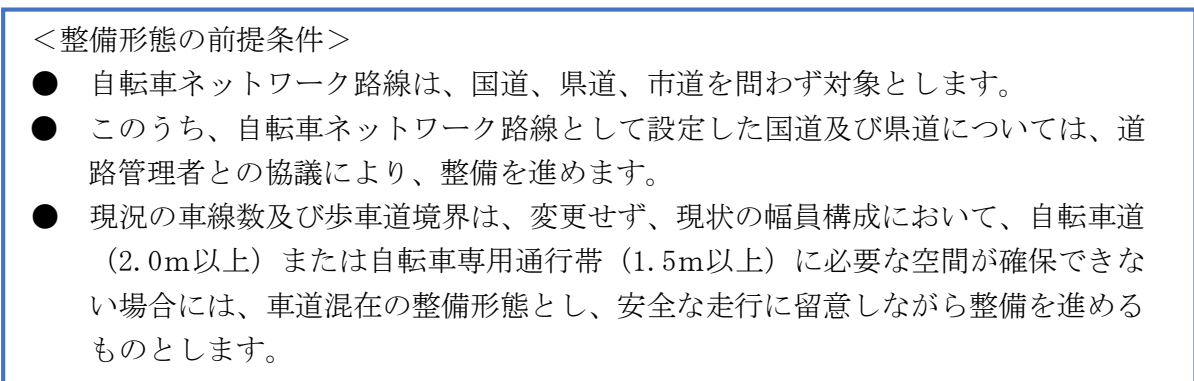 ＜整備形態の前提条件＞
● 自転車ネットワーク路線は、国道、県道、市道を問わず対象とします。
● このうち、自転車ネットワーク路線として設定した国道及び県道については、道
路管理者との協議により、整備を進めます。
● 現況の車線数及び歩車道境界は、変更せず、現状の幅員構成において、自転車道
（2.0m以上）または自転車専用通行帯（1.5m以上）に必要な空間が確保できな
い場合には、車道混在の整備形態とし、安全な走行に留意しながら整備を進める
ものとします。